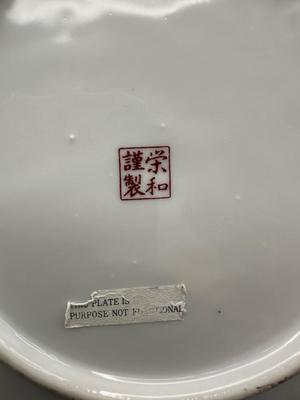 栄和
謹製
PLATE IS
PURPOSE NOT